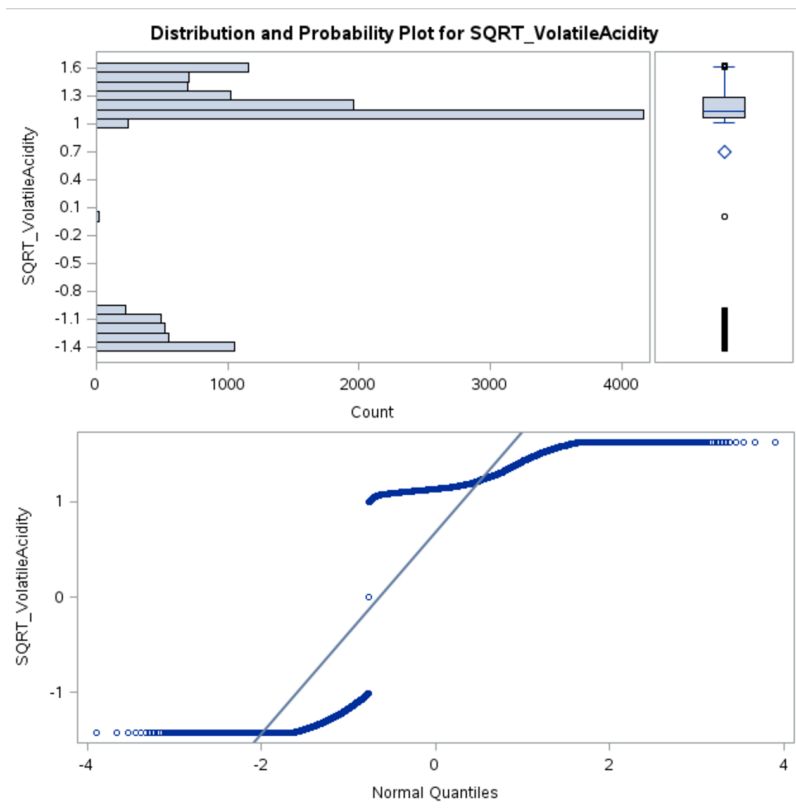 Distribution and Probability Plot for SQRT_VolatileAcidity
SQRT_VolatileAcidity
1.6
1.3
1
0.7
0.4
0.1
-0.2
-0.5
-0.8
-1.1
-1.4
0 1000 2000 3000 4000
Count
SQRT_VolatileAcidity
1
0
-1
-4 -2 0 2 4
Normal Quantiles